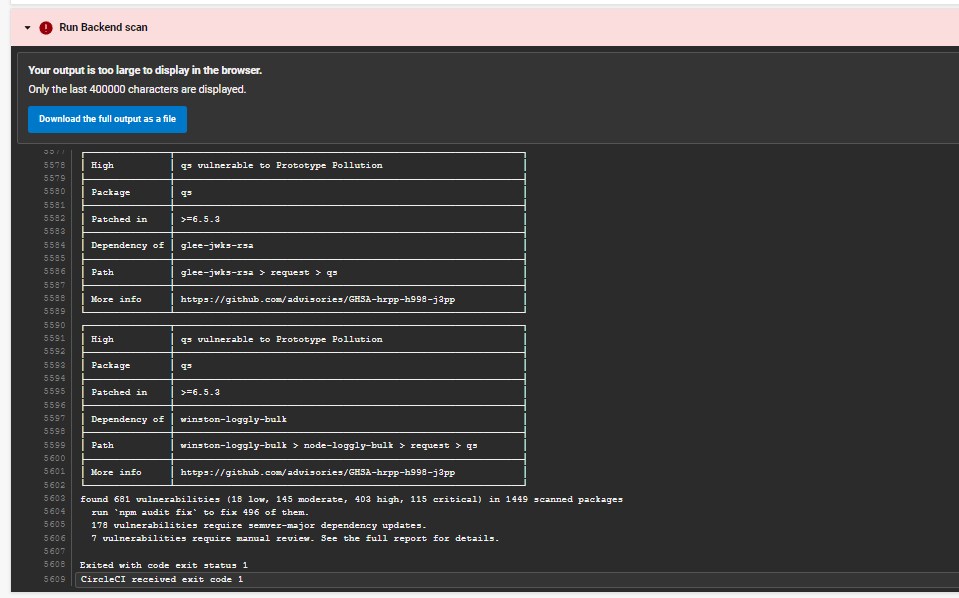 Run Backend scan
Your output is too large to display in the browser.
Only the last 400000 characters are displayed.
Download the full output as a file
5577
5578 High qs vulnerable to Prototype Pollution
5579
5580 Package qs
5581
5582 Patched in >=6.5.3
5583
5584 Dependency of glee-jwks-rsa
5585
5586 Path glee-jwks-rsa > request > qs
5587
5588 More info https://github.com/advisories/GHSA-hrpp-h998-j3pp
5589
5590
5591 High qs vulnerable to Prototype Pollution
5592
5593 Package qs
5594
5595 Patched in >=6.5.3
5596
5597 Dependency of winston-loggly-bulk
5598
5599 Path winston-loggly-bulk > node-loggly-bulk > request > qs
5600
5601 More info https://github.com/advisories/GHSA-hrpp-h998-j3pp
5602
5603 found 681 vulnerabilities (18 low, 145 moderate, 403 high, 115 critical) in 1449 scanned packages
5604 run `npm audit fix` to fix 496 of them.
5605 178 vulnerabilities require semver-major dependency updates.
5606 7 vulnerabilities require manual review. See the full report for details.
5607
5608 Exited with code exit status 1
5609 CircleCI received exit code 1